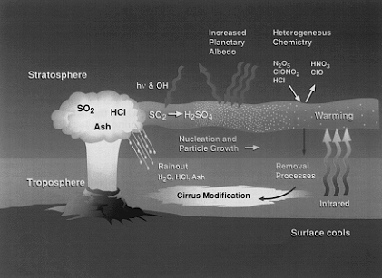 Increased
Planetary
Albedo
Heterogeneous
Chemistry
N₂O₅
ClONO₂
HCl
HNO₃
ClO
Stratosphere
hν & OH
SO₂
HCl
Ash
SO₂ → H₂SO₄
Warming
Nucleation and
Particle Growth
Rainout
H₂O, HCl, Ash
Removal
Processes
Troposphere
Cirrus Modification
Infrared
Surface cools